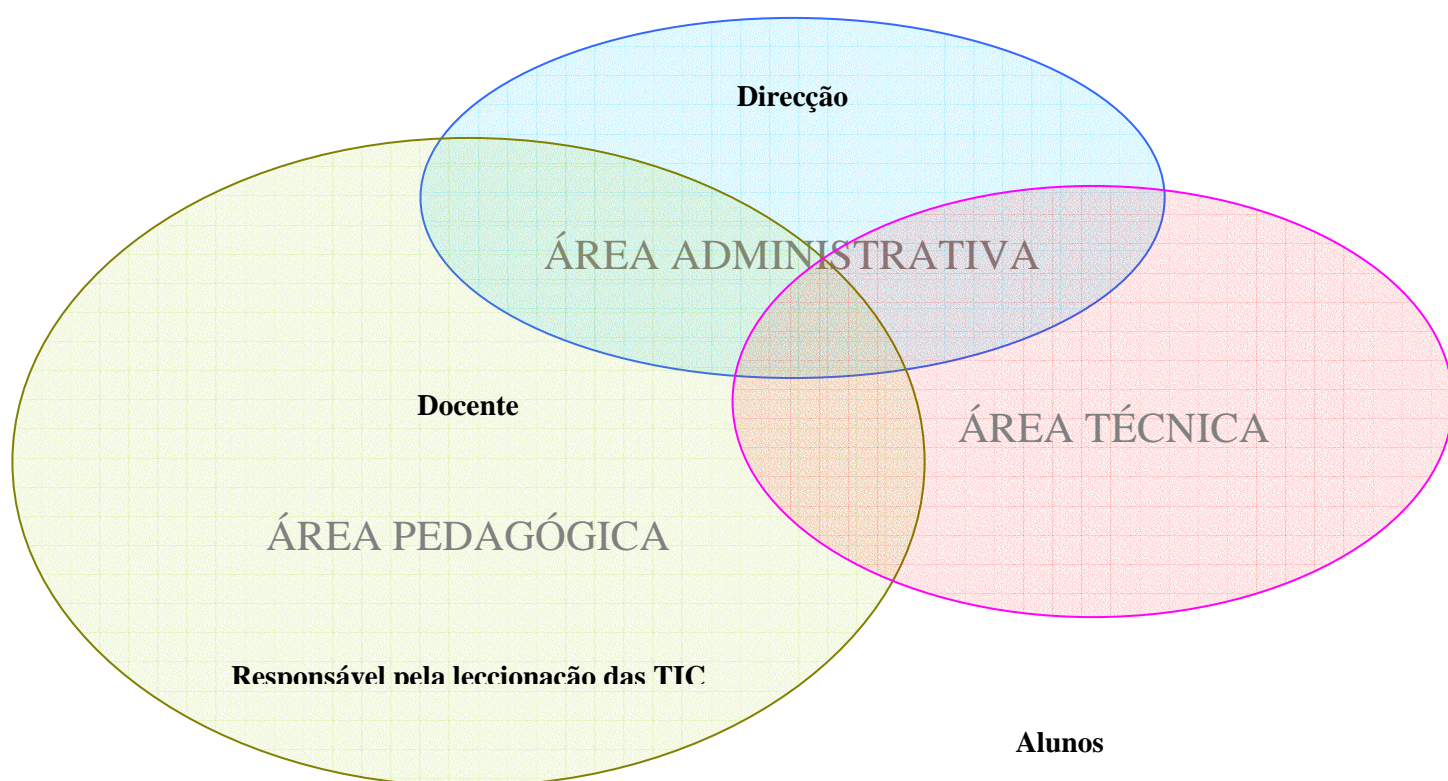 Direcção
ÁREA ADMINISTRATIVA
Docente
ÁREA TÉCNICA
ÁREA PEDAGÓGICA
Responsável pela leccionação das TIC
Alunos